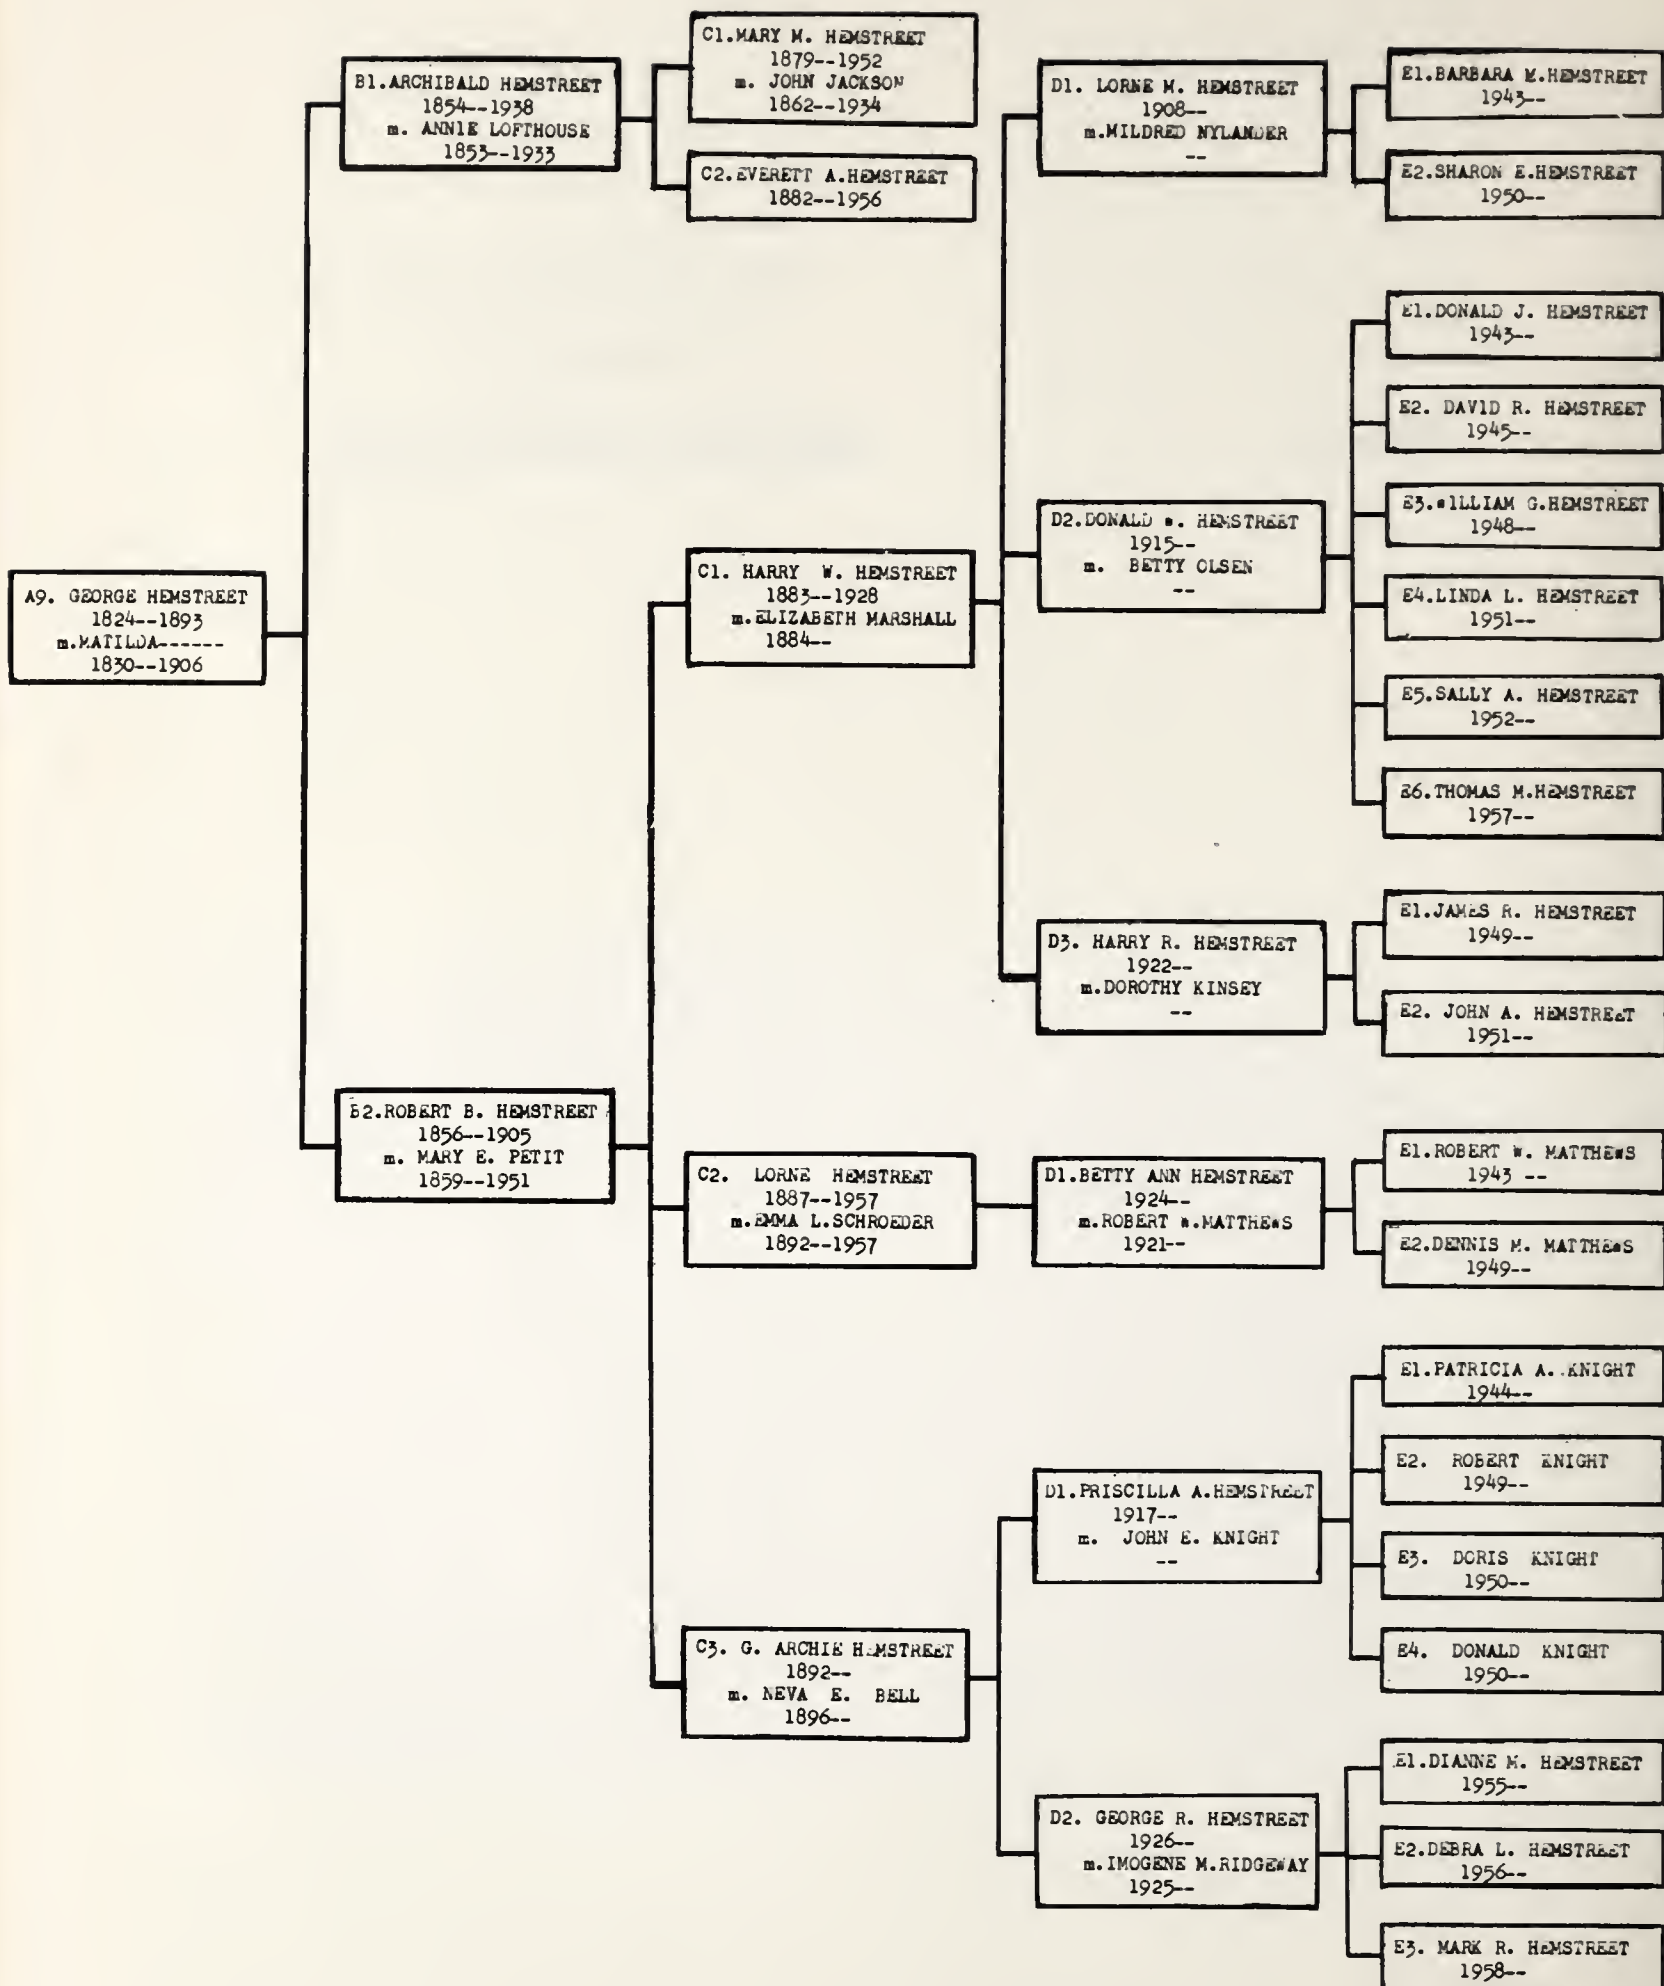 A9. GEORGE HEMSTREET
1824--1893
m.MATILDA------
1830--1906
B1.ARCHIBALD HEMSTREET
1854--1938
m. ANNIE LOFTHOUSE
1853--1933
B2.ROBERT B. HEMSTREET
1856--1905
m. MARY E. PETIT
1859--1951
C1.MARY M. HEMSTREET
1879--1952
m. JOHN JACKSON
1862--1934
C2.EVERETT A.HEMSTREET
1882--1956
C1. HARRY W. HEMSTREET
1883--1928
m.ELIZABETH MARSHALL
1884--
C2. LORNE HEMSTREET
1887--1957
m.EMMA L.SCHROEDER
1892--1957
C3. G. ARCHIE HEMSTREET
1892--
m. NEVA E. BELL
1896--
D1. LORNE M. HEMSTREET
1908--
m.MILDRED NYLANDER
--
D2.DONALD W. HEMSTREET
1915--
m. BETTY OLSEN
--
D3. HARRY R. HEMSTREET
1922--
m.DOROTHY KINSEY
--
D1.BETTY ANN HEMSTREET
1924--
m.ROBERT W.MATTHEWS
1921--
D1.PRISCILLA A.HEMSTREET
1917--
m. JOHN E. KNIGHT
--
D2. GEORGE R. HEMSTREET
1926--
m.IMOGENE M.RIDGEWAY
1925--
E1.BARBARA M.HEMSTREET
1943--
E2.SHARON E.HEMSTREET
1950--
E1.DONALD J. HEMSTREET
1943--
E2. DAVID R. HEMSTREET
1945--
E3.WILLIAM G.HEMSTREET
1948--
E4.LINDA L. HEMSTREET
1951--
E5.SALLY A. HEMSTREET
1952--
E6.THOMAS M.HEMSTREET
1957--
E1.JAMES R. HEMSTREET
1949--
E2. JOHN A. HEMSTREET
1951--
E1.ROBERT W. MATTHEWS
1943 --
E2.DENNIS M. MATTHEWS
1949--
E1.PATRICIA A. KNIGHT
1944--
E2. ROBERT KNIGHT
1949--
E3. DORIS KNIGHT
1950--
E4. DONALD KNIGHT
1950--
E1.DIANNE M. HEMSTREET
1955--
E2.DEBRA L. HEMSTREET
1956--
E3. MARK R. HEMSTREET
1958--